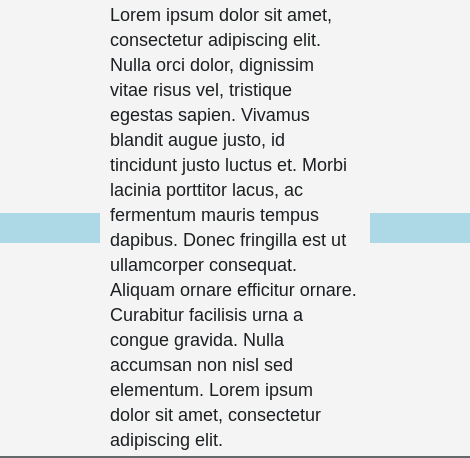 Lorem ipsum dolor sit amet,
consectetur adipiscing elit.
Nulla orci dolor, dignissim
vitae risus vel, tristique
egestas sapien. Vivamus
blandit augue justo, id
tincidunt justo luctus et. Morbi
lacinia porttitor lacus, ac
fermentum mauris tempus
dapibus. Donec fringilla est ut
ullamcorper consequat.
Aliquam ornare efficitur ornare.
Curabitur facilisis urna a
congue gravida. Nulla
accumsan non nisl sed
elementum. Lorem ipsum
dolor sit amet, consectetur
adipiscing elit.